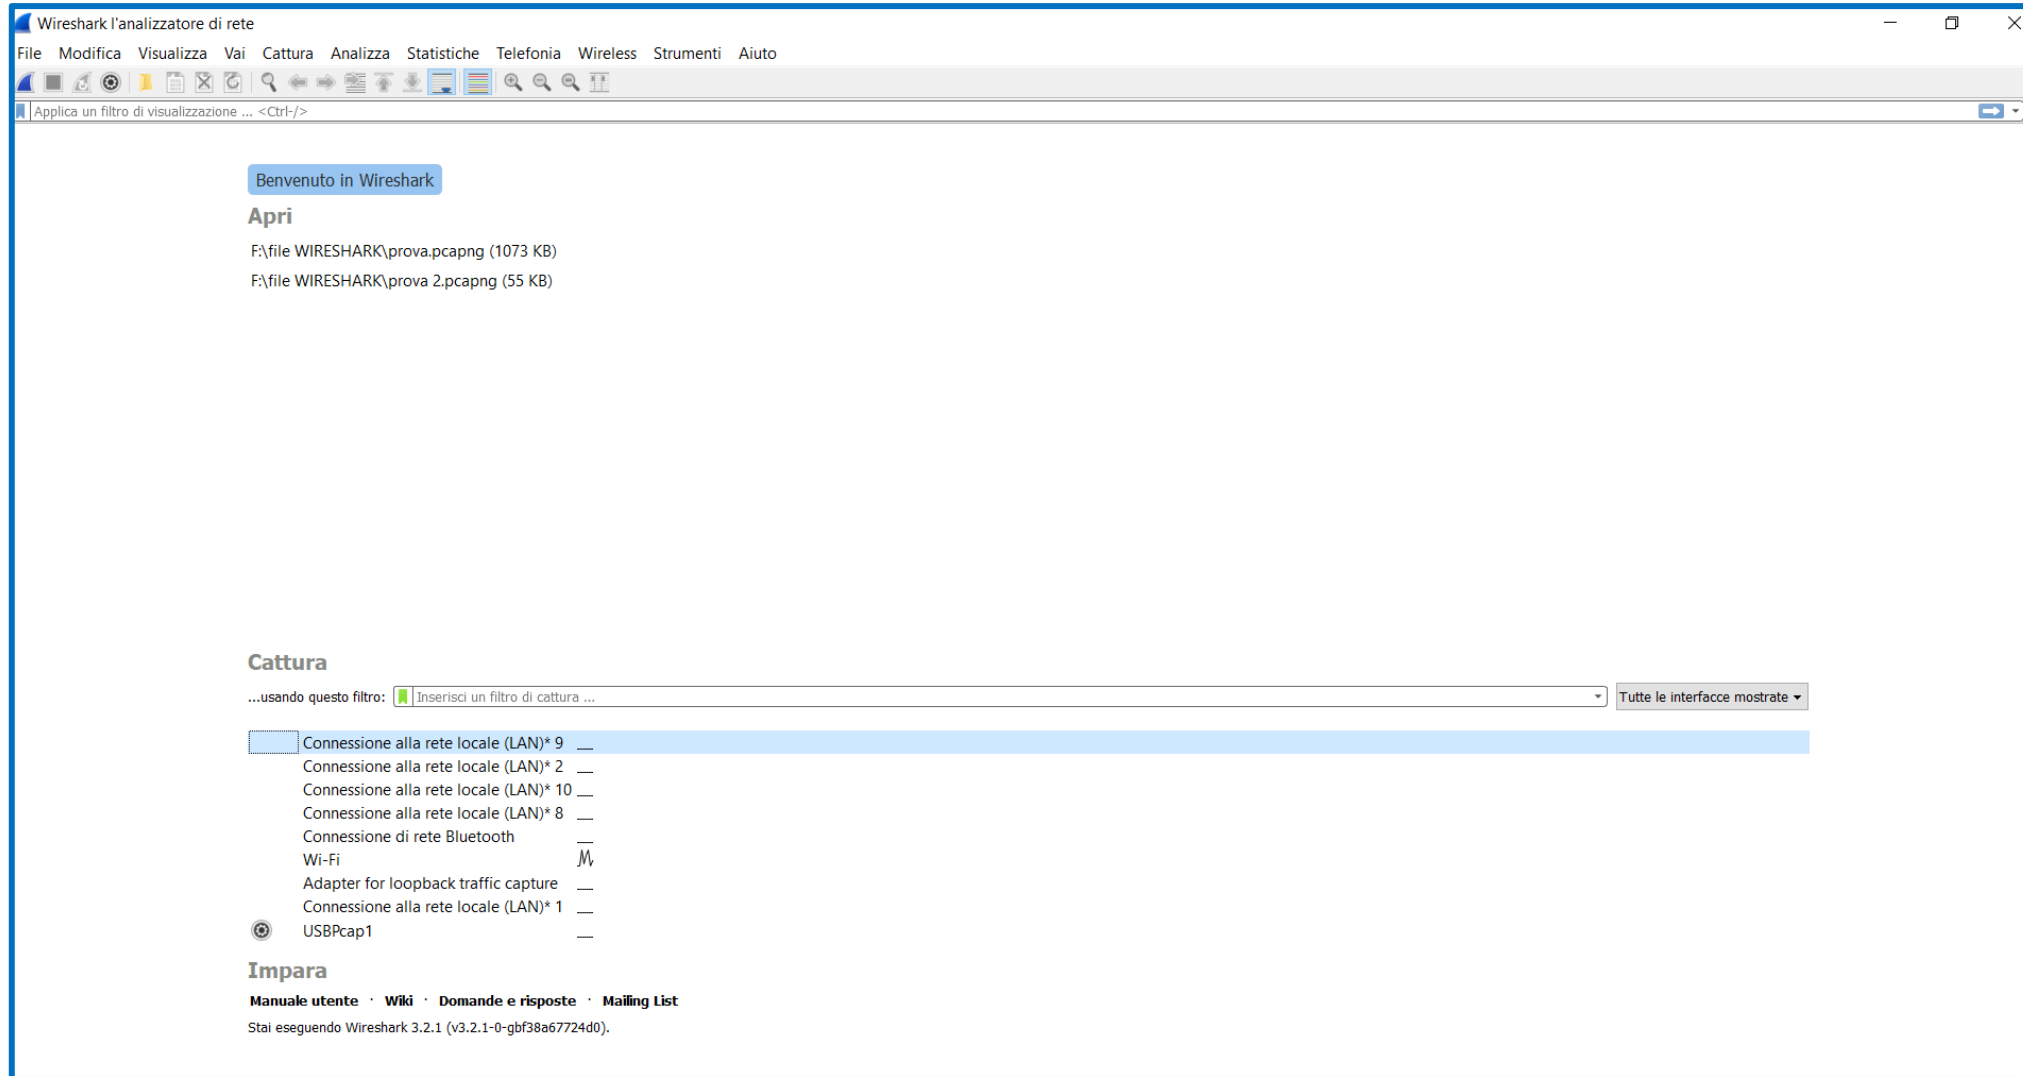 Wireshark l'analizzatore di rete
File Modifica Visualizza Vai Cattura Analizza Statistiche Telefonia Wireless Strumenti Aiuto
Applica un filtro di visualizzazione ... <Ctrl-/>
Benvenuto in Wireshark
Apri
F:\file WIRESHARK\prova.pcapng (1073 KB)
F:\file WIRESHARK\prova 2.pcapng (55 KB)
Cattura
...usando questo filtro: Inserisci un filtro di cattura ... Tutte le interfacce mostrate
Connessione alla rete locale (LAN)* 9
Connessione alla rete locale (LAN)* 2
Connessione alla rete locale (LAN)* 10
Connessione alla rete locale (LAN)* 8
Connessione di rete Bluetooth
Wi-Fi
Adapter for loopback traffic capture
Connessione alla rete locale (LAN)* 1
USBPcap1
Impara
Manuale utente · Wiki · Domande e risposte · Mailing List
Stai eseguendo Wireshark 3.2.1 (v3.2.1-0-gbf38a67724d0).